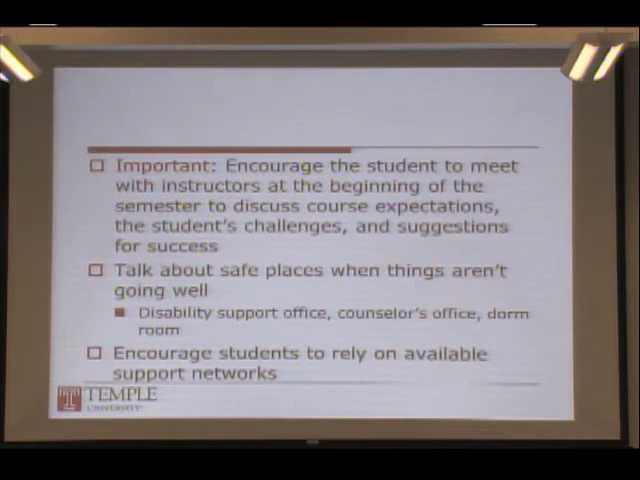 Important: Encourage the student to meet
with instructors at the beginning of the
semester to discuss course expectations,
the student's challenges, and suggestions
for success
Talk about safe places when things aren't
going well
Disability support office, counselor's office, dorm
room
Encourage students to rely on available
support networks
T TEMPLE
UNIVERSITY